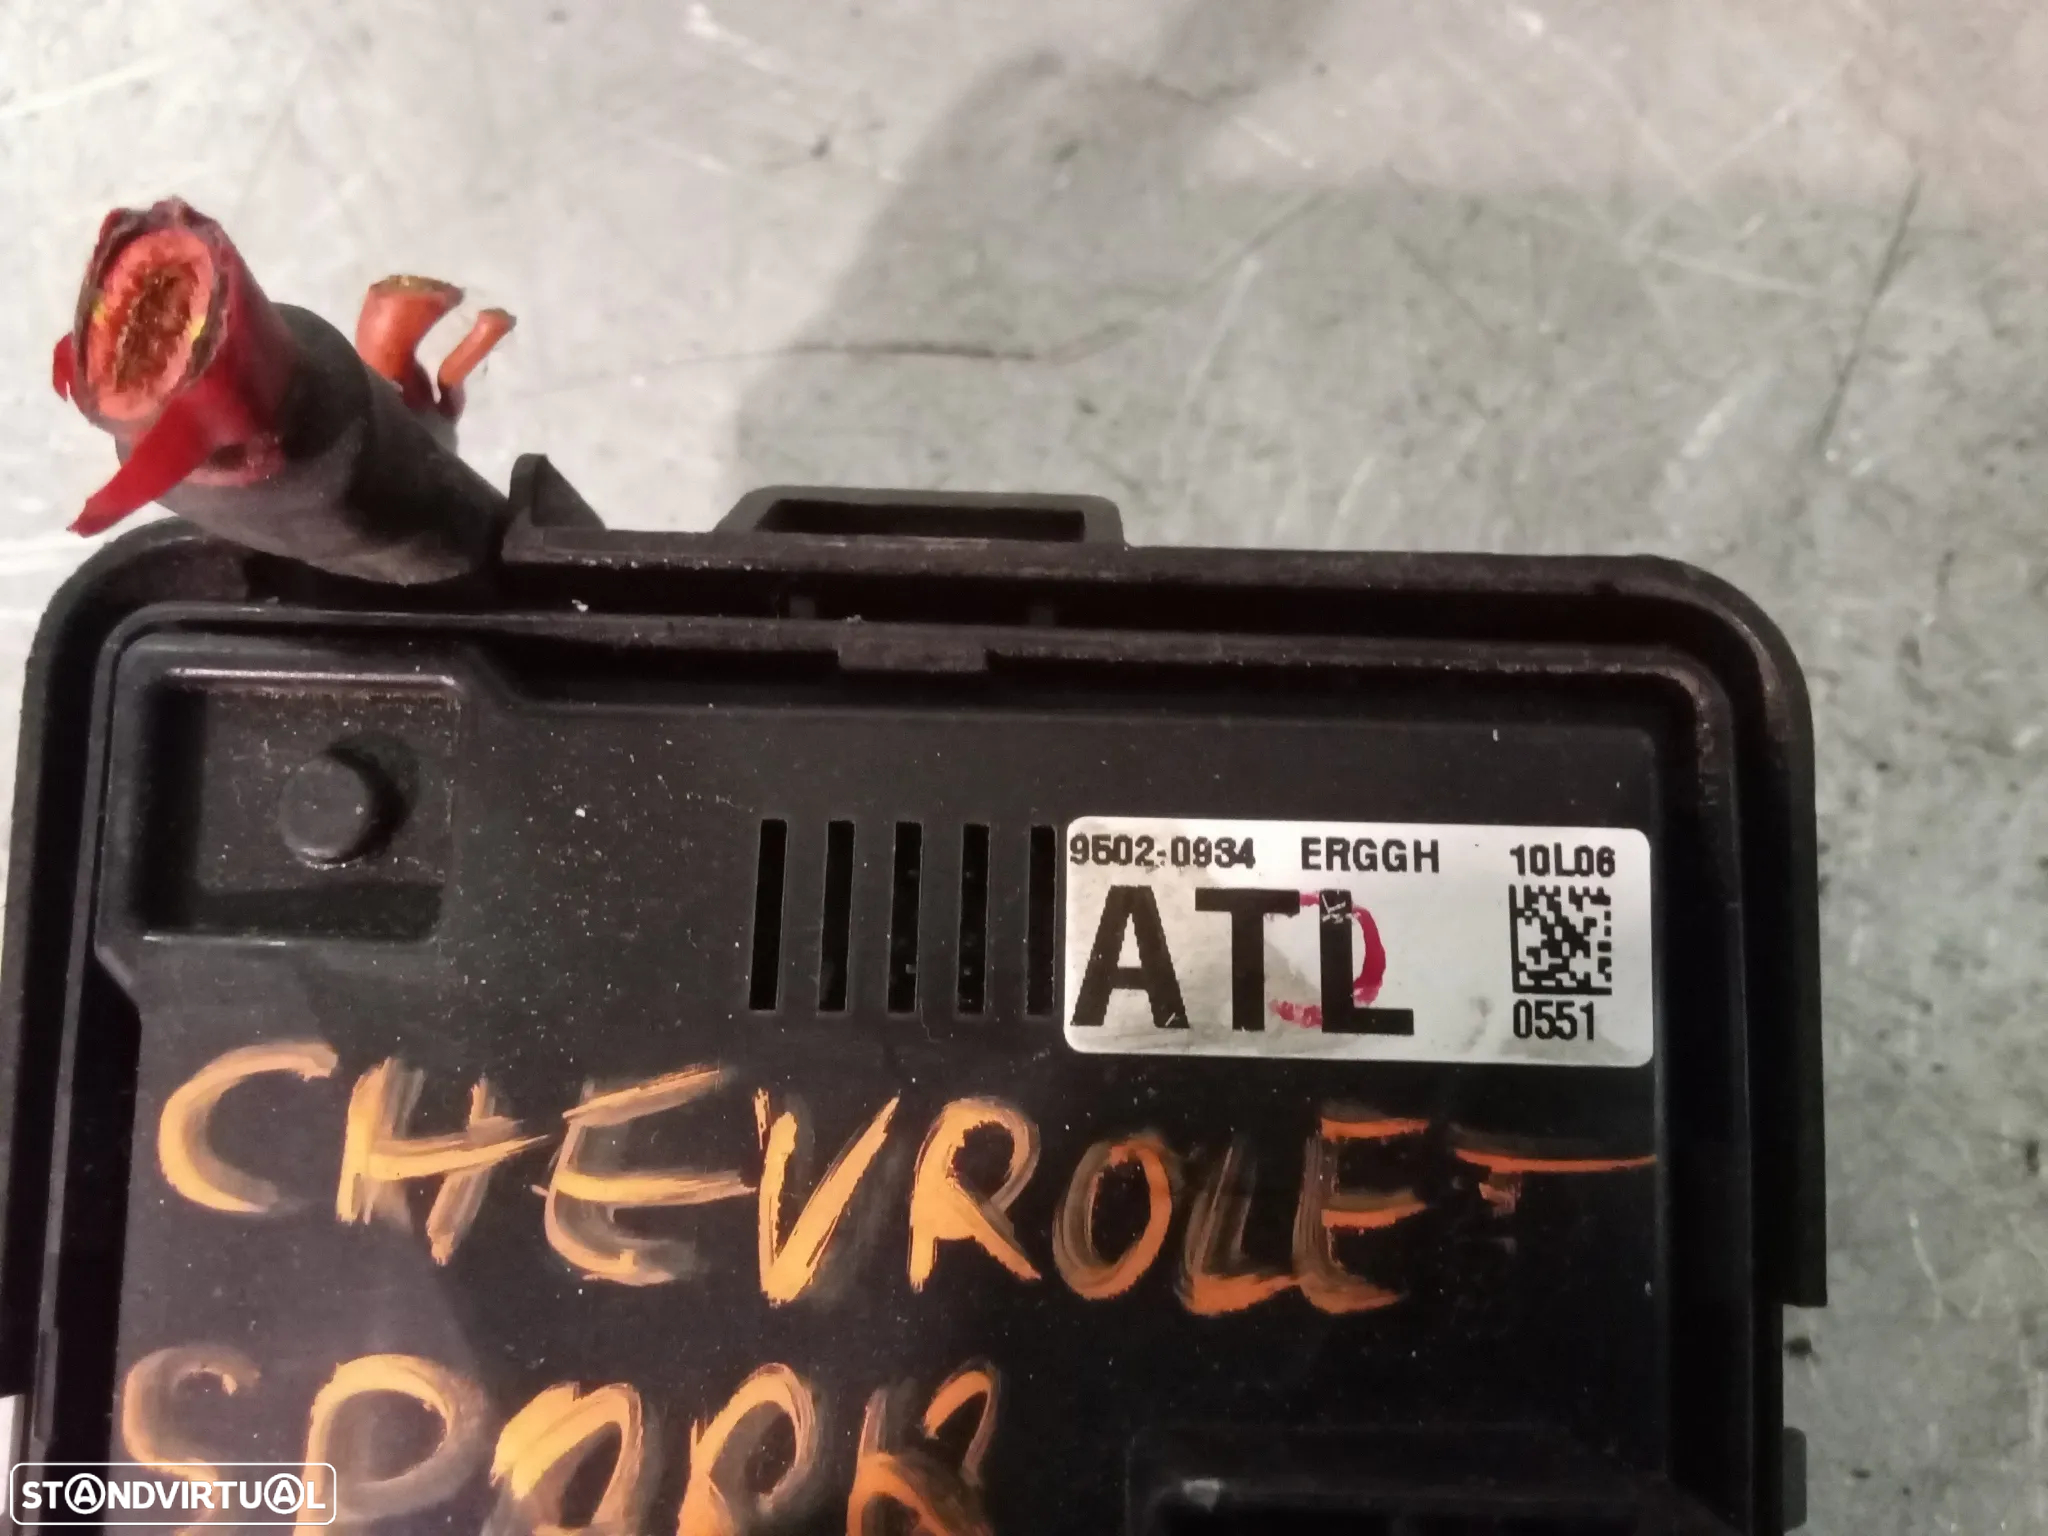 9502-0934 ERGGH 10L06
ATL
0551
CHEVROLET
SPARK
STANDVIRTUAL